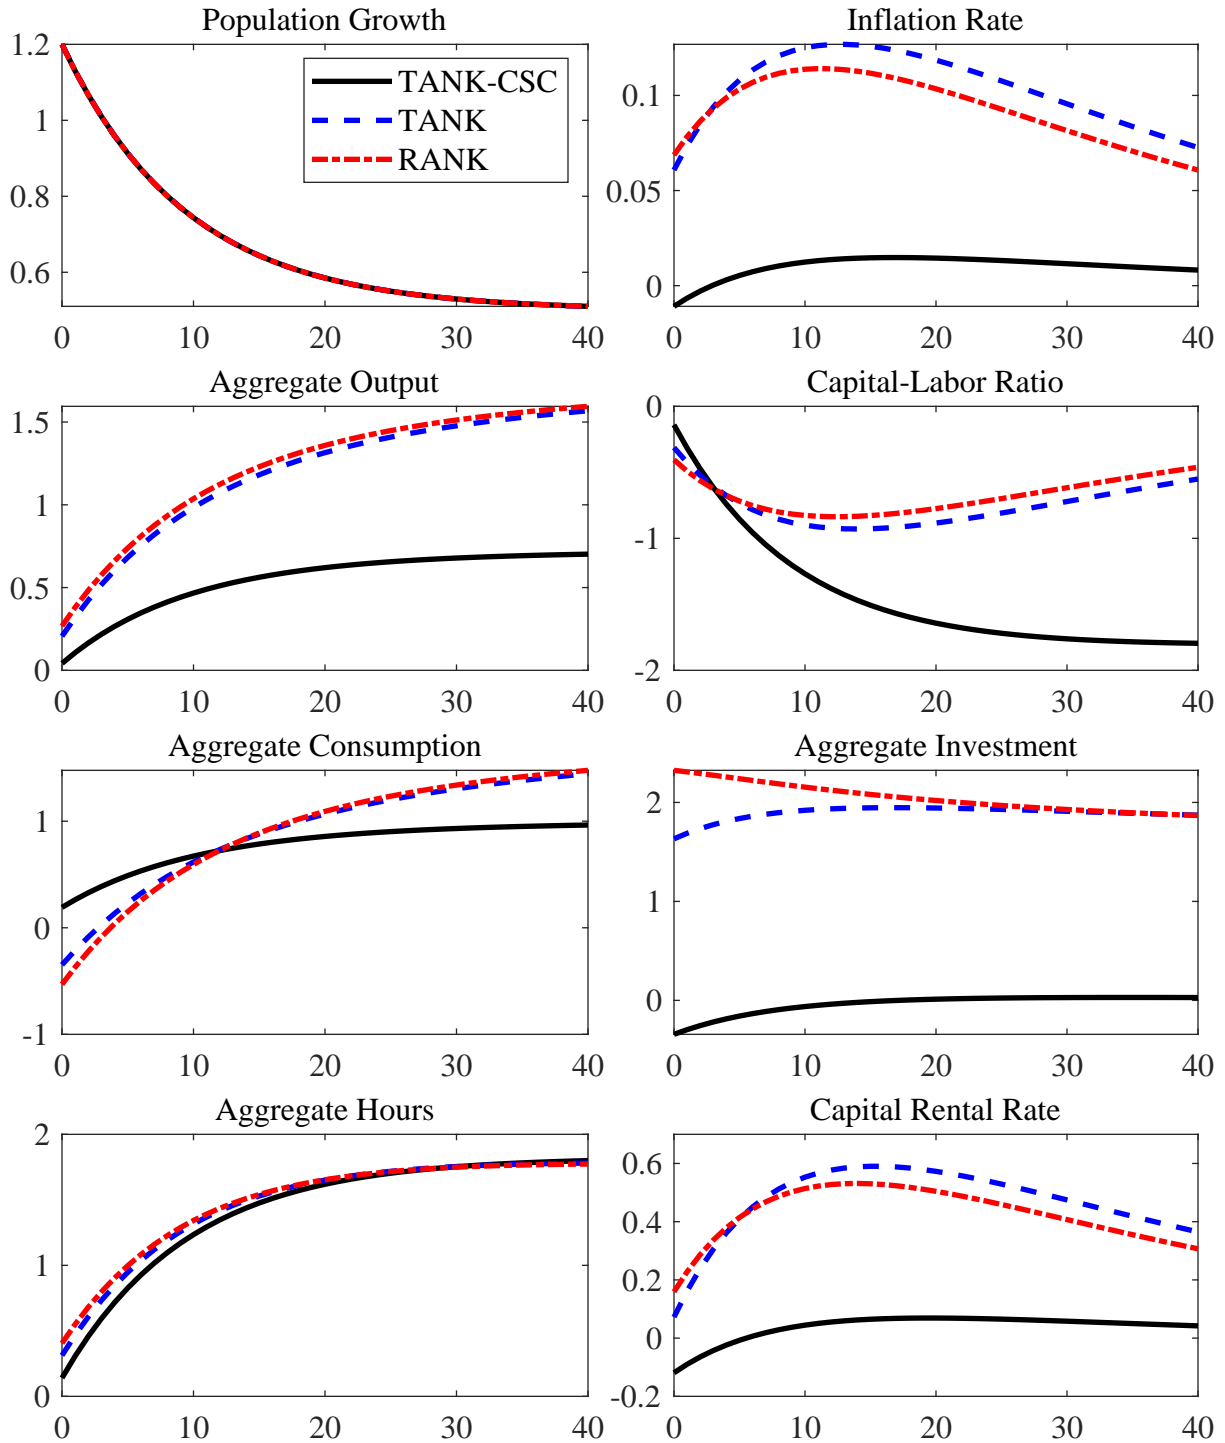 Population Growth
1.2
1
0.8
0.6
0 10 20 30 40
TANK-CSC
TANK
RANK
Inflation Rate
0.1
0.05
0
0 10 20 30 40
Aggregate Output
1.5
1
0.5
0
0 10 20 30 40
Capital-Labor Ratio
0
-1
-2
0 10 20 30 40
Aggregate Consumption
1
0
-1
0 10 20 30 40
Aggregate Investment
2
1
0
0 10 20 30 40
Aggregate Hours
2
1
0
0 10 20 30 40
Capital Rental Rate
0.6
0.4
0.2
0
-0.2
0 10 20 30 40